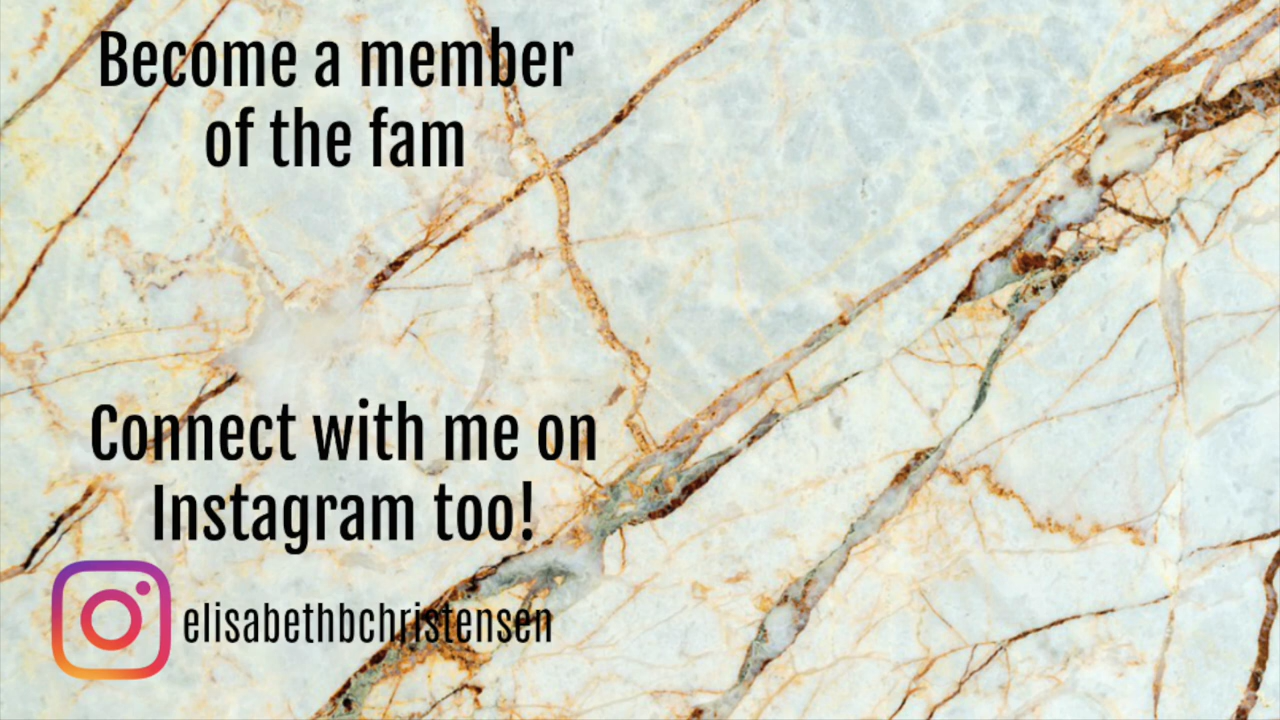 Become a member
of the fam
Connect with me on
Instagram too!
elisabethbchristensen